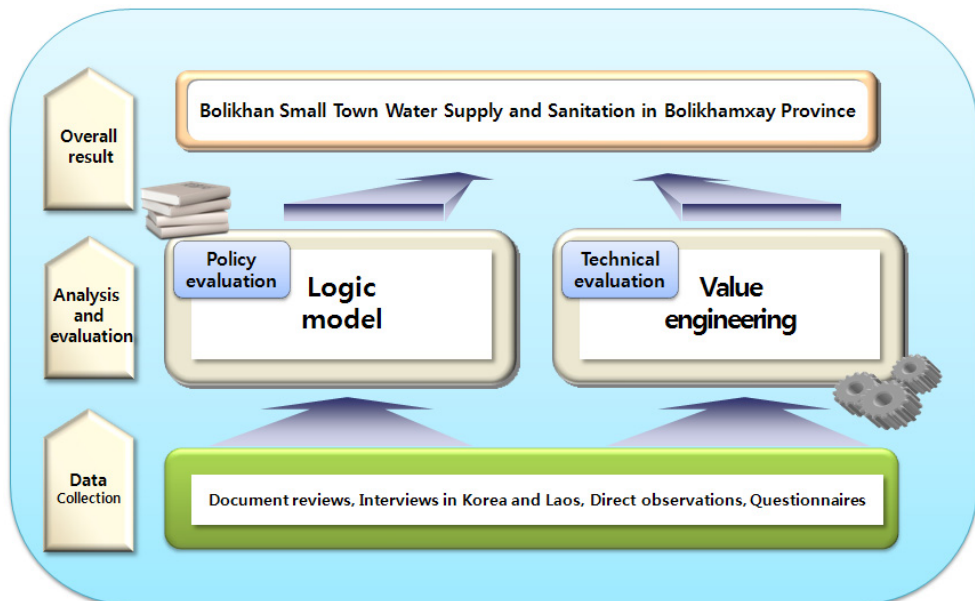 Overall
result
Bolikhan Small Town Water Supply and Sanitation in Bolikhamxay Province
Analysis
and
evaluation
Policy
evaluation
Logic
model
Technical
evaluation
Value
engineering
Data
Collection
Document reviews, Interviews in Korea and Laos, Direct observations, Questionnaires